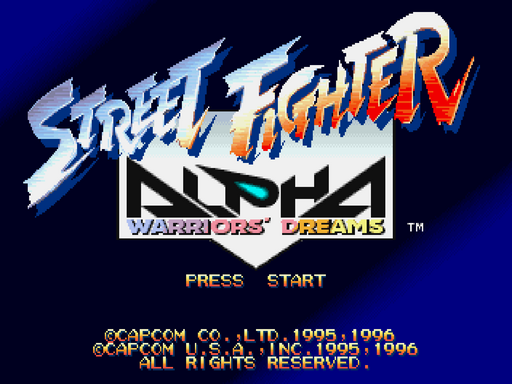 STREET FIGHTER
ALPHA
WARRIORS' DREAMS ™
PRESS START
©CAPCOM CO.,LTD.1995,1996
©CAPCOM U.S.A.,INC.1995,1996
ALL RIGHTS RESERVED.